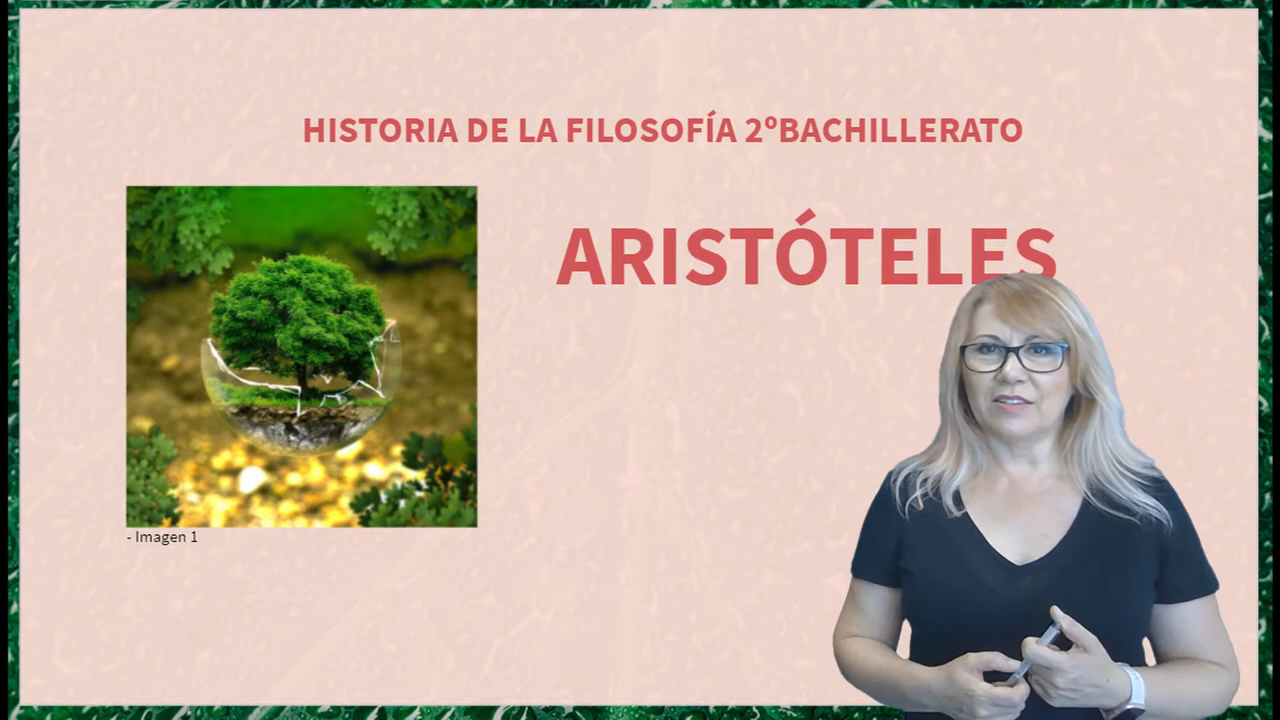 HISTORIA DE LA FILOSOFÍA 2ºBACHILLERATO
ARISTÓTELES
- Imagen 1